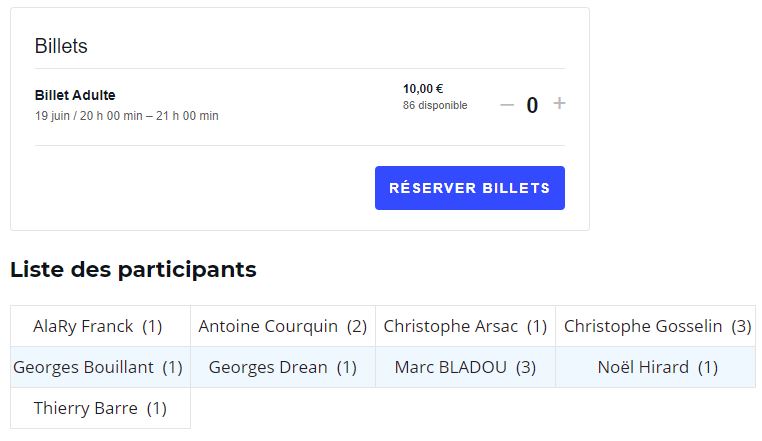 Billets
Billet Adulte
19 juin / 20 h 00 min – 21 h 00 min
10,00 €
86 disponible
– 0 +
RÉSERVER BILLETS
Liste des participants
AlaRy Franck (1) Antoine Courquin (2) Christophe Arsac (1) Christophe Gosselin (3)
Georges Bouillant (1) Georges Drean (1) Marc BLADOU (3) Noël Hirard (1)
Thierry Barre (1)